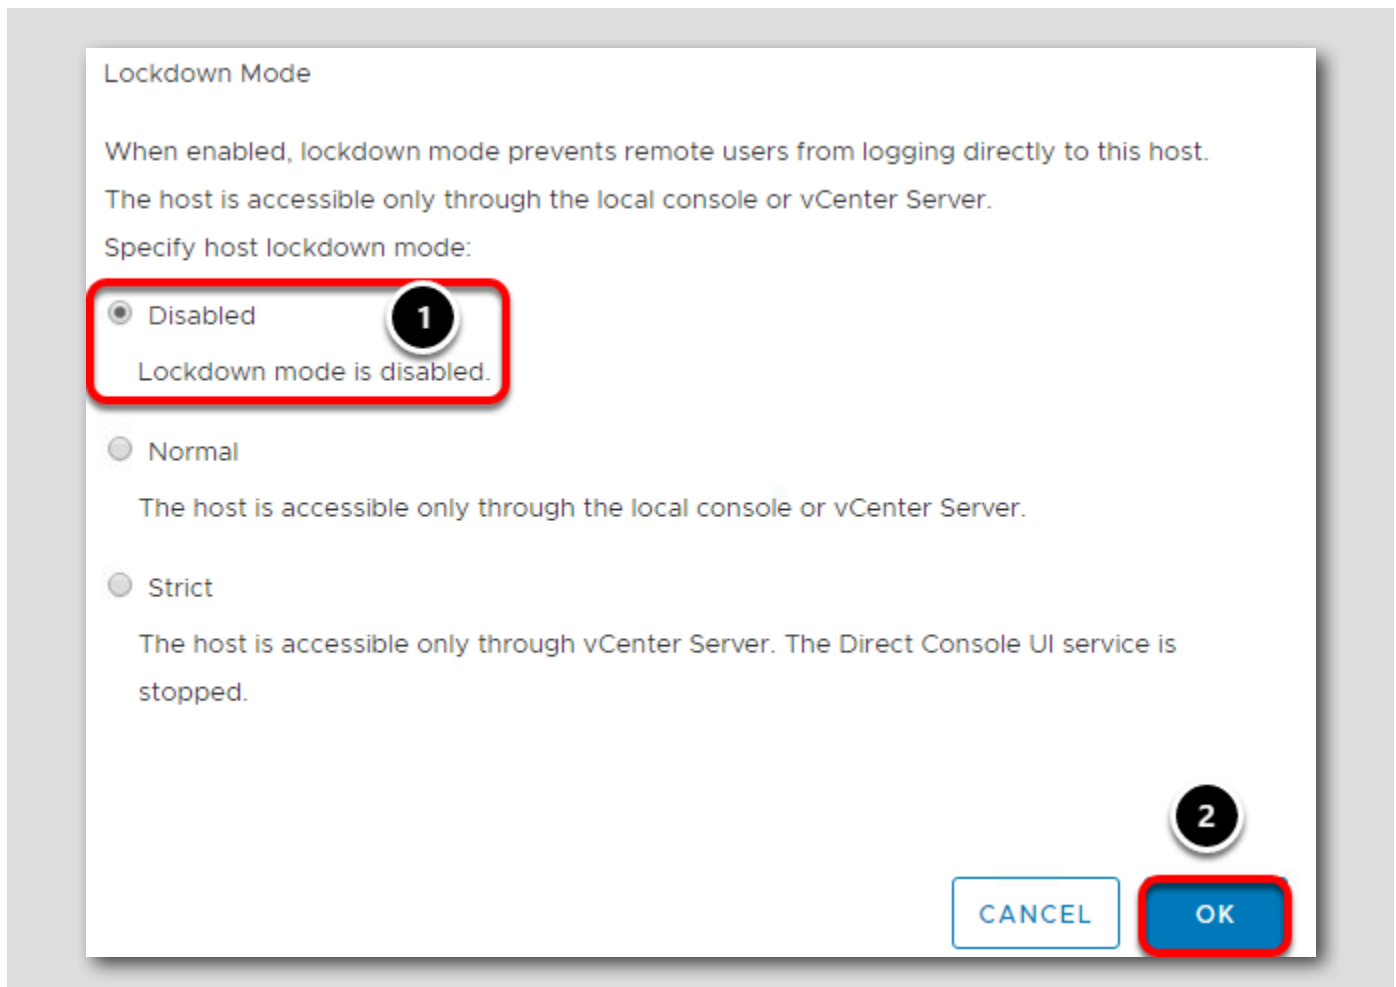 Lockdown Mode
When enabled, lockdown mode prevents remote users from logging directly to this host.
The host is accessible only through the local console or vCenter Server.
Specify host lockdown mode:
Disabled
1
Lockdown mode is disabled.
Normal
The host is accessible only through the local console or vCenter Server.
Strict
The host is accessible only through vCenter Server. The Direct Console UI service is
stopped.
2
CANCEL
OK